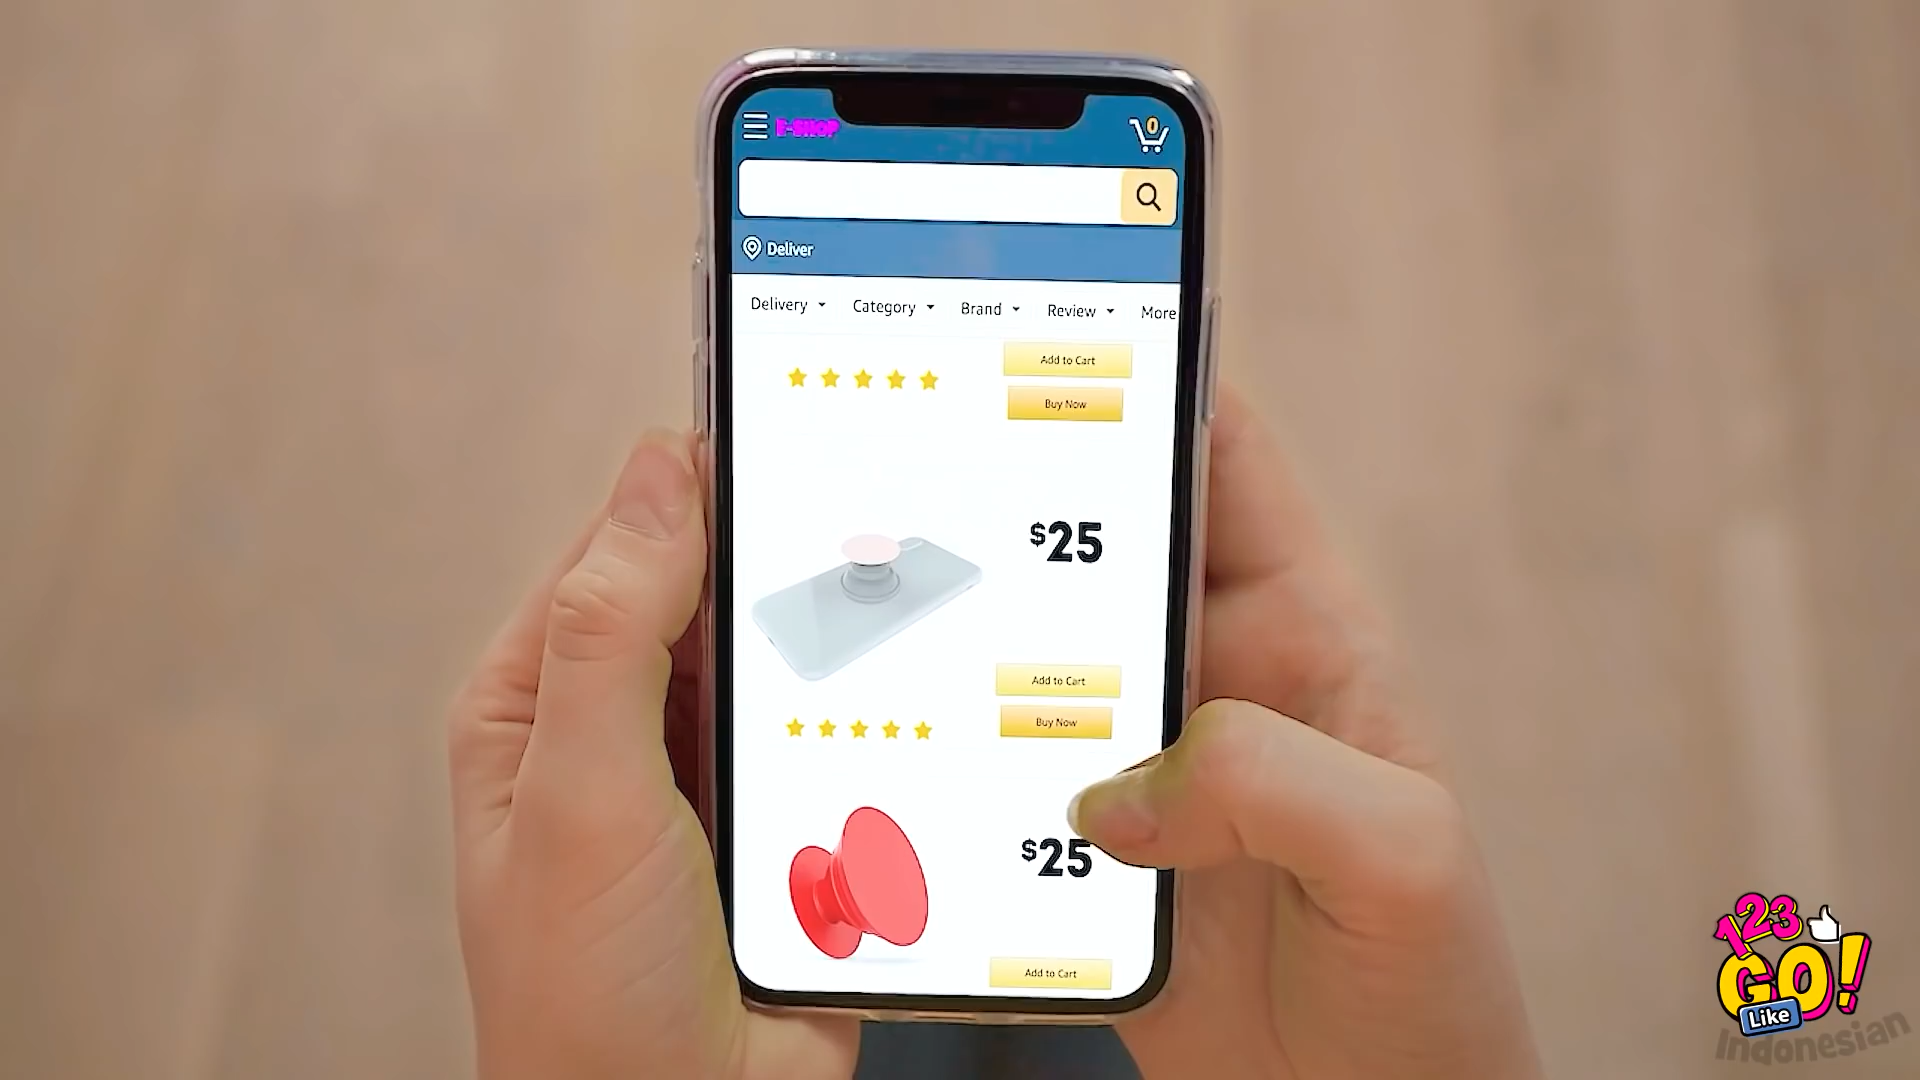 E-SHOP
0
Deliver
Delivery
Category
Brand
Review
More
Add to Cart
Buy Now
$25
Add to Cart
Buy Now
$25
Add to Cart
123
GO!
Like
Indonesian